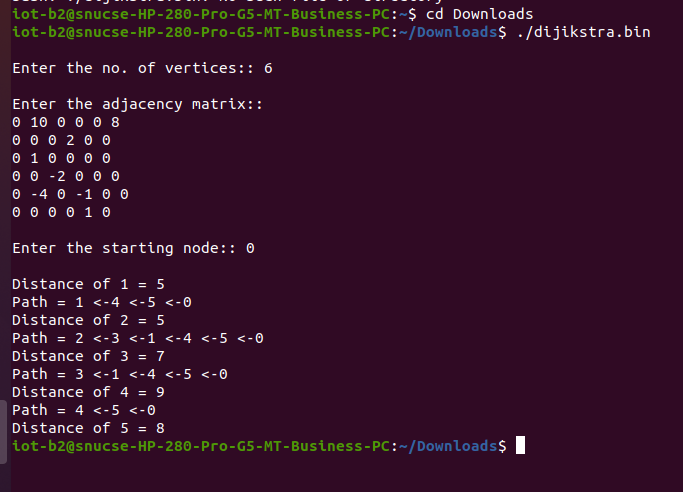 iot-b2@snucse-HP-280-Pro-G5-MT-Business-PC:~$ cd Downloads
iot-b2@snucse-HP-280-Pro-G5-MT-Business-PC:~/Downloads$ ./dijikstra.bin
Enter the no. of vertices:: 6
Enter the adjacency matrix::
0 10 0 0 0 8
0 0 0 2 0 0
0 1 0 0 0 0
0 0 -2 0 0 0
0 -4 0 -1 0 0
0 0 0 0 1 0
Enter the starting node:: 0
Distance of 1 = 5
Path = 1 <-4 <-5 <-0
Distance of 2 = 5
Path = 2 <-3 <-1 <-4 <-5 <-0
Distance of 3 = 7
Path = 3 <-1 <-4 <-5 <-0
Distance of 4 = 9
Path = 4 <-5 <-0
Distance of 5 = 8
iot-b2@snucse-HP-280-Pro-G5-MT-Business-PC:~/Downloads$